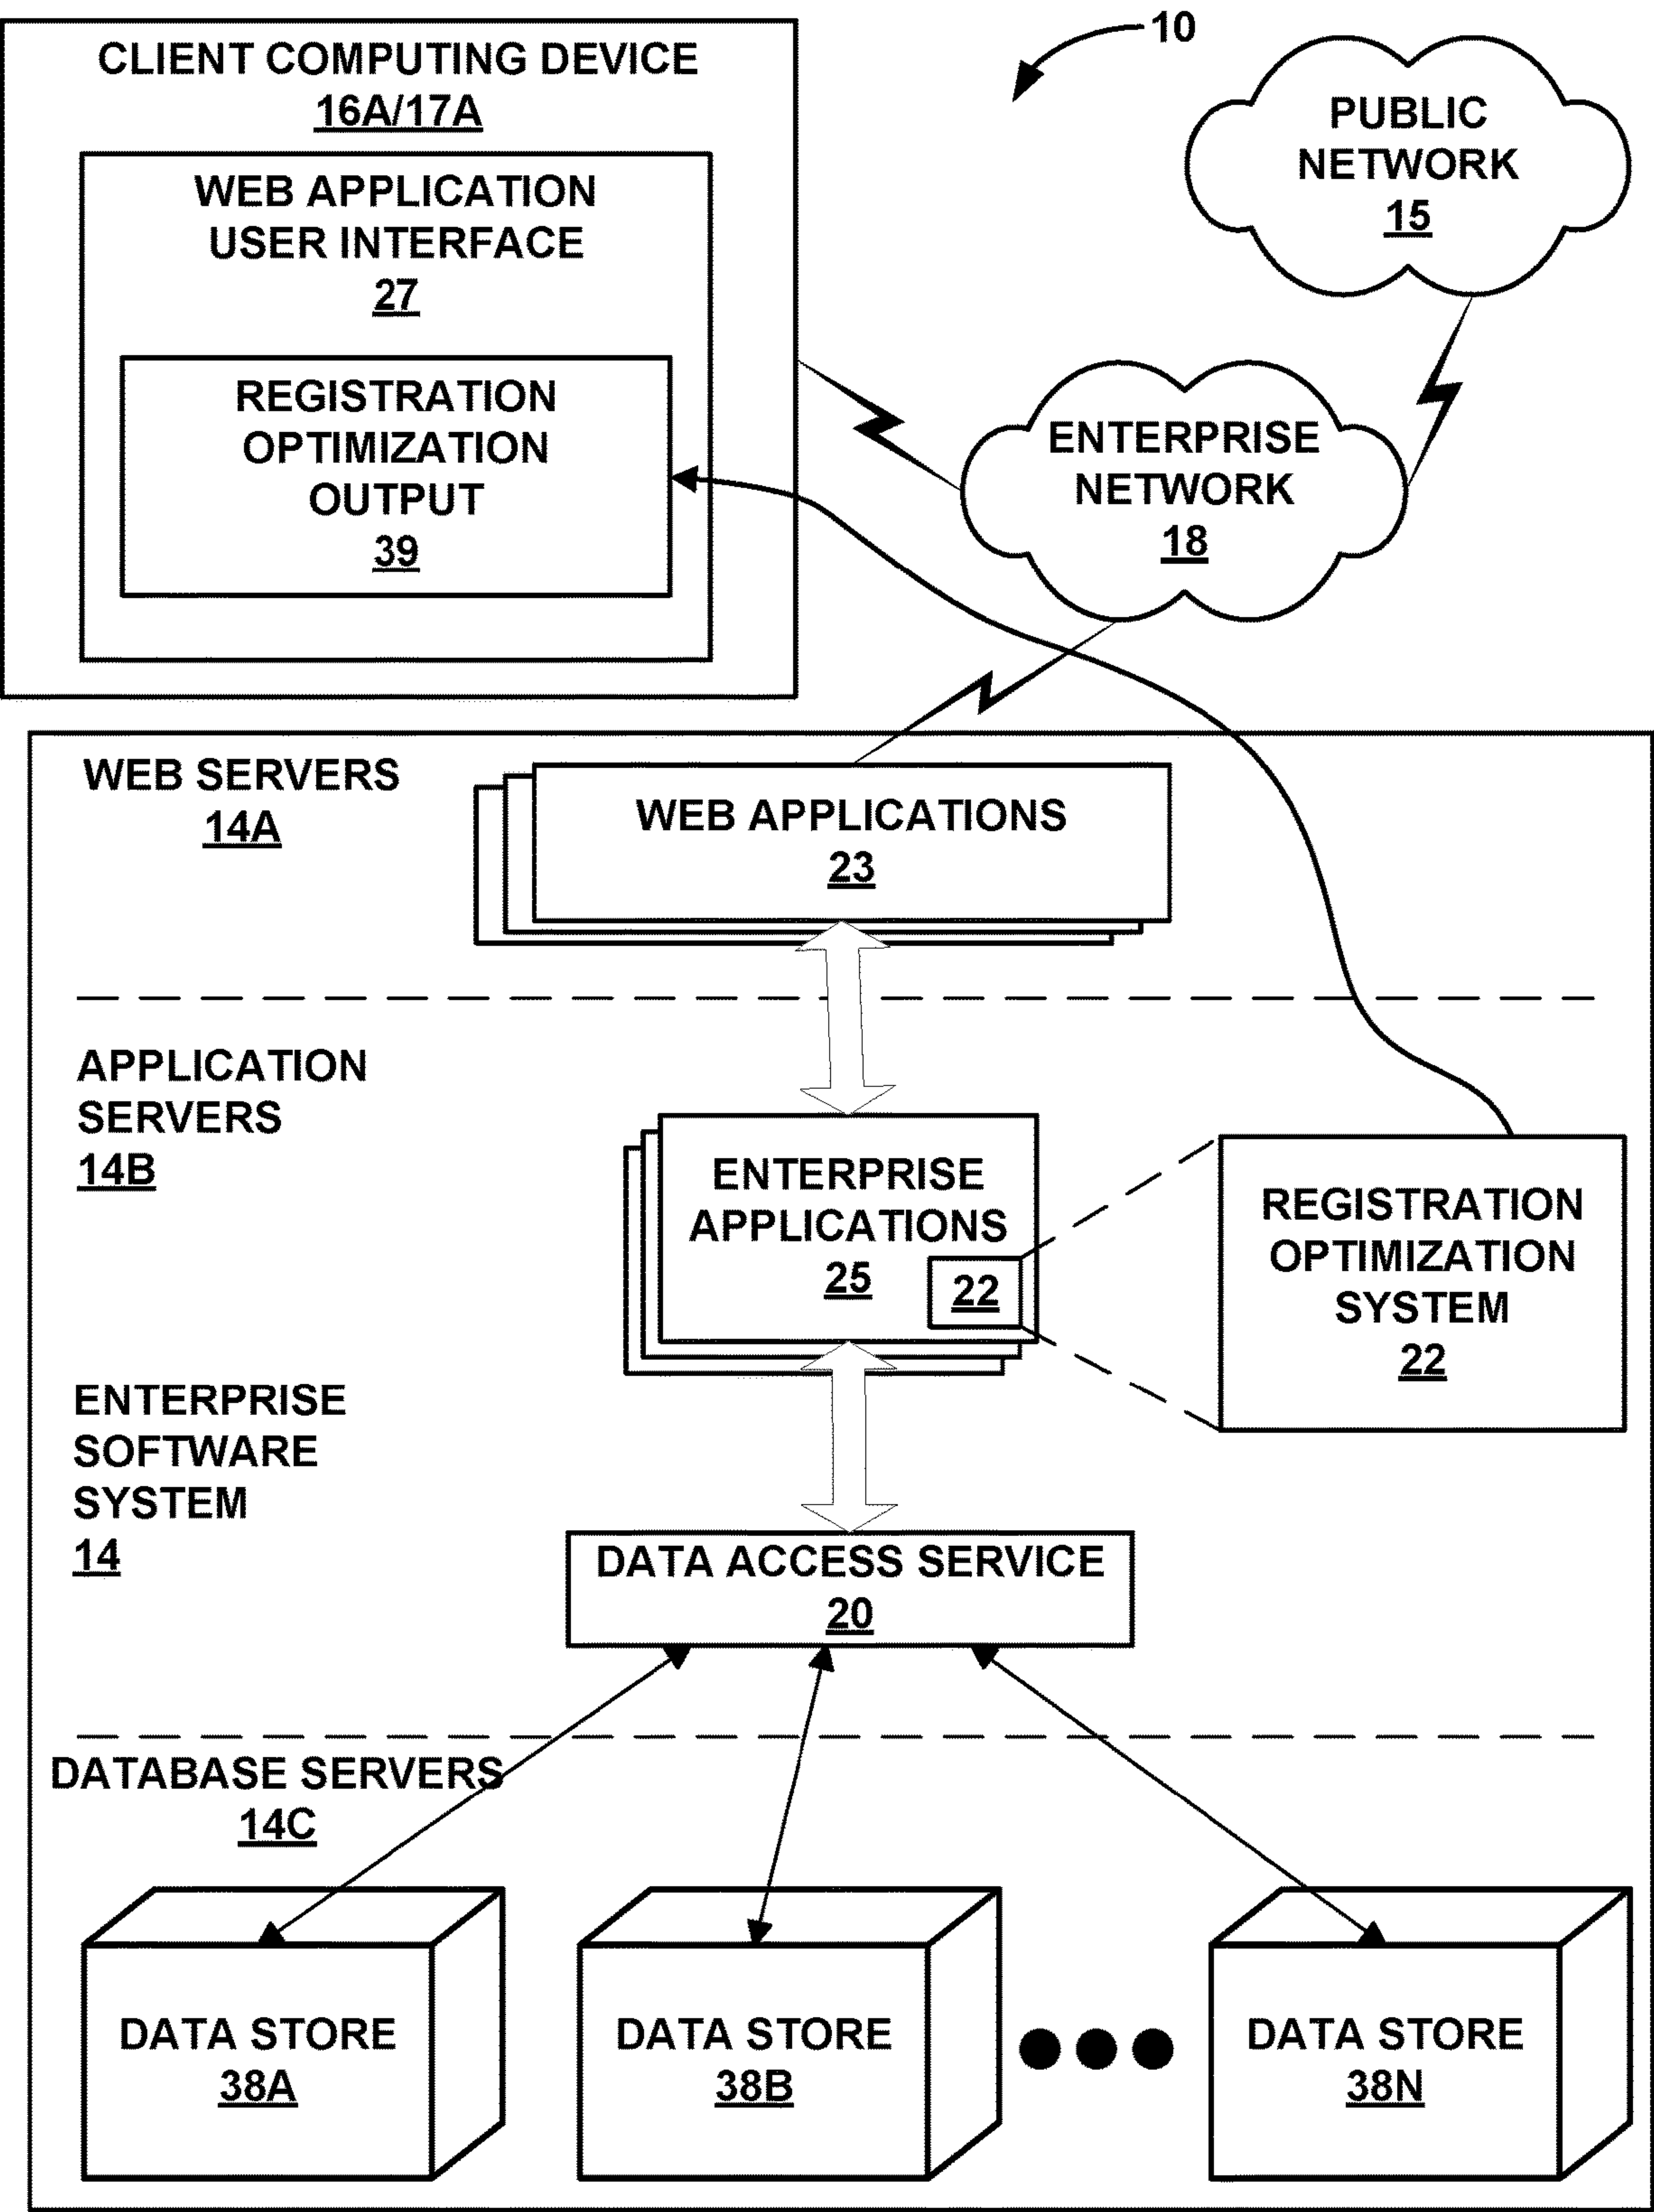 10
CLIENT COMPUTING DEVICE
16A/17A
WEB APPLICATION
USER INTERFACE
27
REGISTRATION
OPTIMIZATION
OUTPUT
39
PUBLIC
NETWORK
15
ENTERPRISE
NETWORK
18
WEB SERVERS
14A
WEB APPLICATIONS
23
APPLICATION
SERVERS
14B
ENTERPRISE
APPLICATIONS
25
22
REGISTRATION
OPTIMIZATION
SYSTEM
22
ENTERPRISE
SOFTWARE
SYSTEM
14
DATA ACCESS SERVICE
20
DATABASE SERVERS
14C
DATA STORE
38A
DATA STORE
38B
DATA STORE
38N